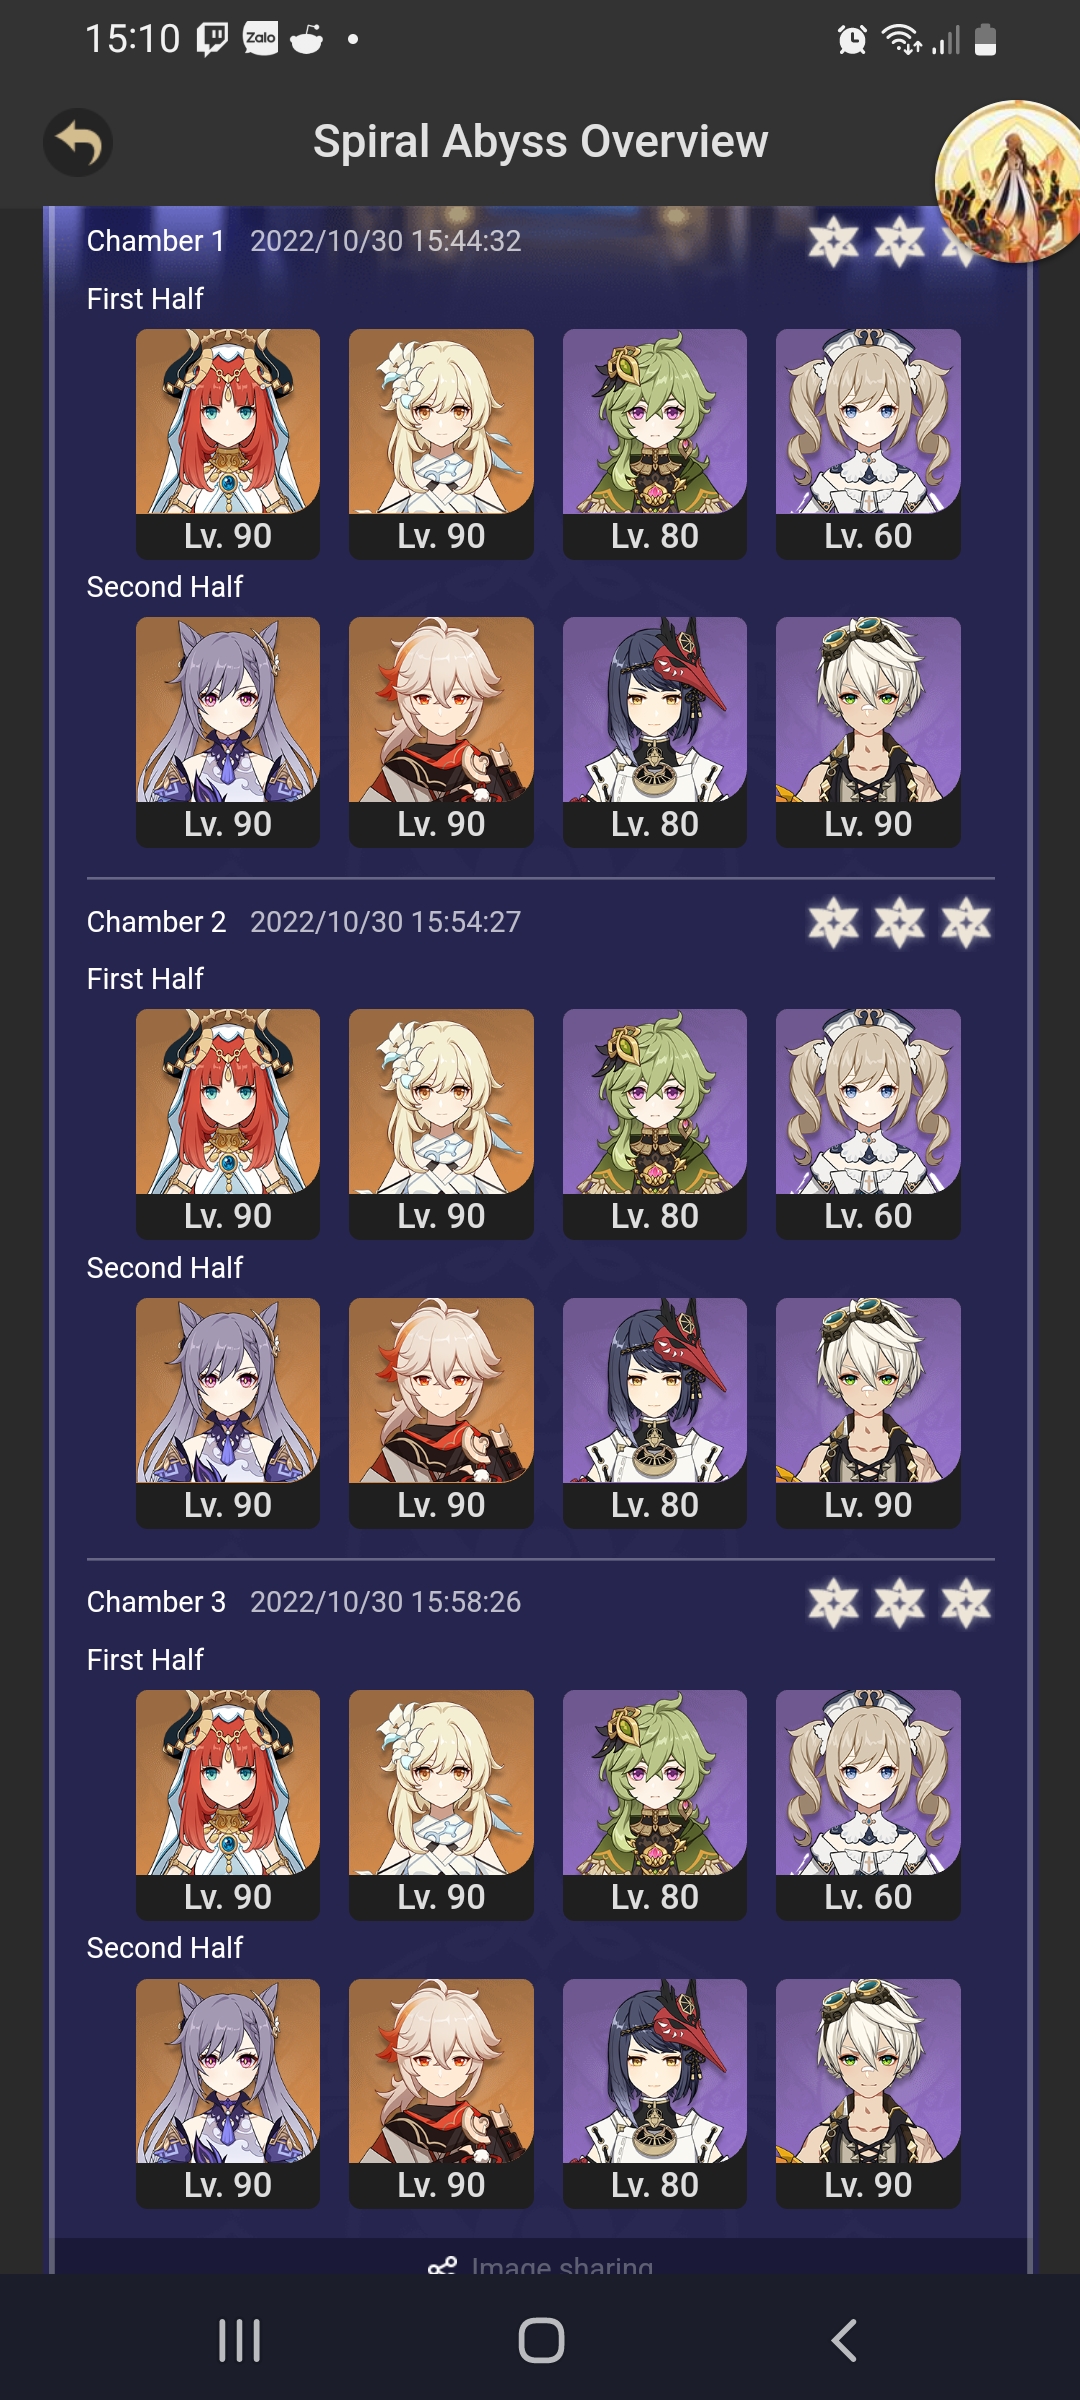 15:10 Zalo
Spiral Abyss Overview
Chamber 1 2022/10/30 15:44:32
First Half
Lv. 90 Lv. 90 Lv. 80 Lv. 60
Second Half
Lv. 90 Lv. 90 Lv. 80 Lv. 90
Chamber 2 2022/10/30 15:54:27
First Half
Lv. 90 Lv. 90 Lv. 80 Lv. 60
Second Half
Lv. 90 Lv. 90 Lv. 80 Lv. 90
Chamber 3 2022/10/30 15:58:26
First Half
Lv. 90 Lv. 90 Lv. 80 Lv. 60
Second Half
Lv. 90 Lv. 90 Lv. 80 Lv. 90
Image sharing